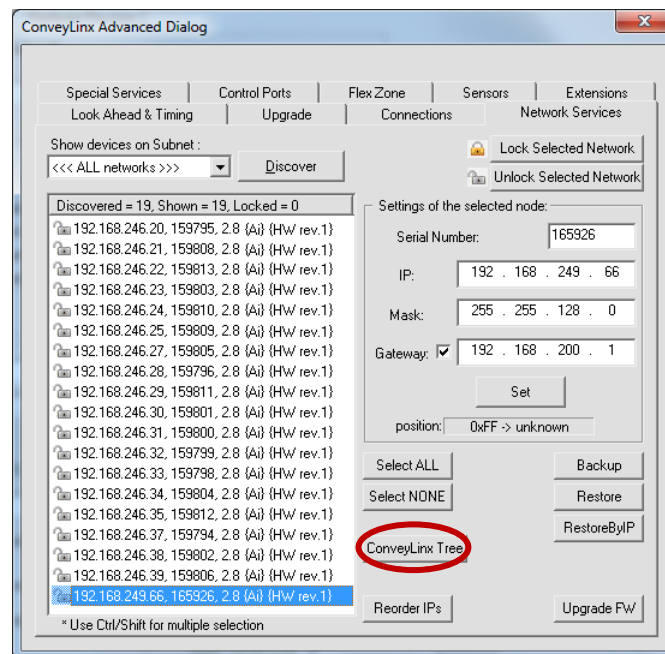 ConveyLinx Advanced Dialog
Special Services Control Ports Flex Zone Sensors Extensions
Look Ahead & Timing Upgrade Connections Network Services
Show devices on Subnet :
<<< ALL networks >>> Discover
Lock Selected Network
Unlock Selected Network
Discovered = 19, Shown = 19, Locked = 0
192.168.246.20, 159795, 2.8 {Ai} {HW rev.1}
192.168.246.21, 159808, 2.8 {Ai} {HW rev.1}
192.168.246.22, 159813, 2.8 {Ai} {HW rev.1}
192.168.246.23, 159803, 2.8 {Ai} {HW rev.1}
192.168.246.24, 159810, 2.8 {Ai} {HW rev.1}
192.168.246.25, 159809, 2.8 {Ai} {HW rev.1}
192.168.246.27, 159805, 2.8 {Ai} {HW rev.1}
192.168.246.28, 159796, 2.8 {Ai} {HW rev.1}
192.168.246.29, 159811, 2.8 {Ai} {HW rev.1}
192.168.246.30, 159801, 2.8 {Ai} {HW rev.1}
192.168.246.31, 159800, 2.8 {Ai} {HW rev.1}
192.168.246.32, 159799, 2.8 {Ai} {HW rev.1}
192.168.246.33, 159798, 2.8 {Ai} {HW rev.1}
192.168.246.34, 159804, 2.8 {Ai} {HW rev.1}
192.168.246.35, 159812, 2.8 {Ai} {HW rev.1}
192.168.246.37, 159794, 2.8 {Ai} {HW rev.1}
192.168.246.38, 159802, 2.8 {Ai} {HW rev.1}
192.168.246.39, 159806, 2.8 {Ai} {HW rev.1}
192.168.249.66, 165926, 2.8 {Ai} {HW rev.1}
* Use Ctrl/Shift for multiple selection
Settings of the selected node:
Serial Number: 165926
IP: 192 . 168 . 249 . 66
Mask: 255 . 255 . 128 . 0
Gateway: 192 . 168 . 200 . 1
Set
position: 0xFF -> unknown
Select ALL Backup
Select NONE Restore
RestoreByIP
ConveyLinx Tree
Reorder IPs Upgrade FW